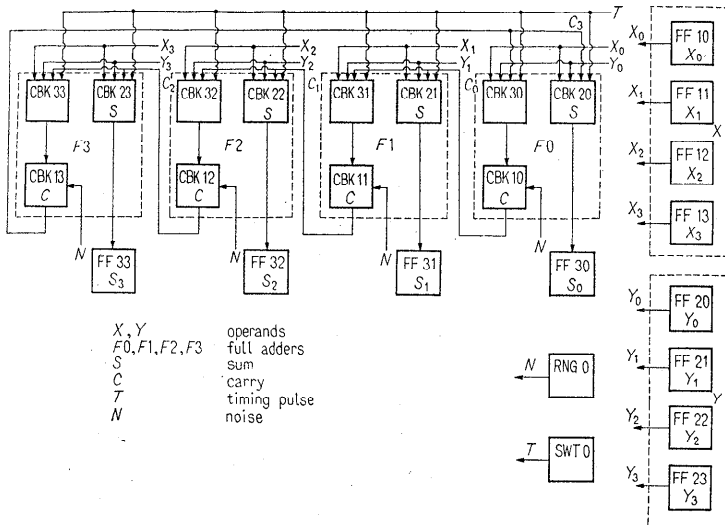 T
C3
X3 X2 X1 X0
Y3 Y2 Y1 Y0
C2 C1 C0
CBK 33 CBK 23 S CBK 32 CBK 22 S CBK 31 CBK 21 S CBK 30 CBK 20 S
F3 F2 F1 F0
CBK 13 C CBK 12 C CBK 11 C CBK 10 C
N N N N
FF 33 S3 FF 32 S2 FF 31 S1 FF 30 S0
X0 FF 10 X0
X1 FF 11 X1
X
X2 FF 12 X2
X3 FF 13 X3
Y0 FF 20 Y0
Y1 FF 21 Y1
Y
Y2 FF 22 Y2
Y3 FF 23 Y3
N RNG 0
T SWT 0
X, Y operands
F0, F1, F2, F3 full adders
S sum
C carry
T timing pulse
N noise